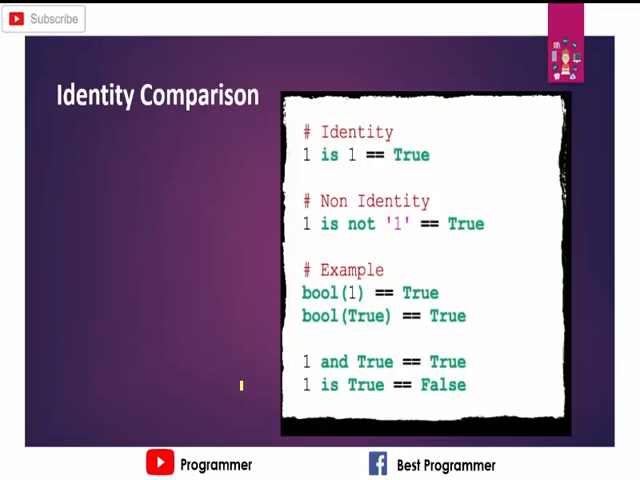 Subscribe
Identity Comparison
# Identity
1 is 1 == True
# Non Identity
1 is not '1' == True
# Example
bool(1) == True
bool(True) == True
1 and True == True
1 is True == False
Programmer
Best Programmer